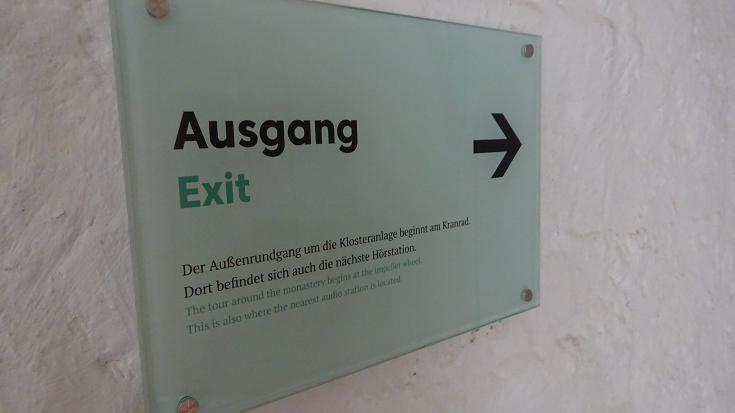 Ausgang
Exit
Der Außenrundgang um die Klosteranlage beginnt am Kranrad.
Dort befindet sich auch die nächste Hörstation.
The tour around the monastery begins at the impeller wheel.
This is also where the nearest audio station is located.